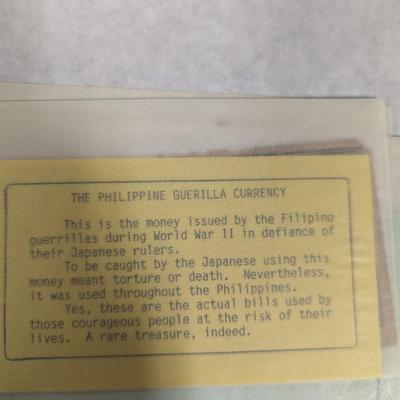 THE PHILIPPINE GUERILLA CURRENCY
This is the money issued by the Filipino
guerrillas during World War II in defiance of
their Japanese rulers.
To be caught by the Japanese using this
money meant torture or death. Nevertheless,
it was used throughout the Philippines.
Yes, these are the actual bills used by
those courageous people at the risk of their
lives. A rare treasure, indeed.